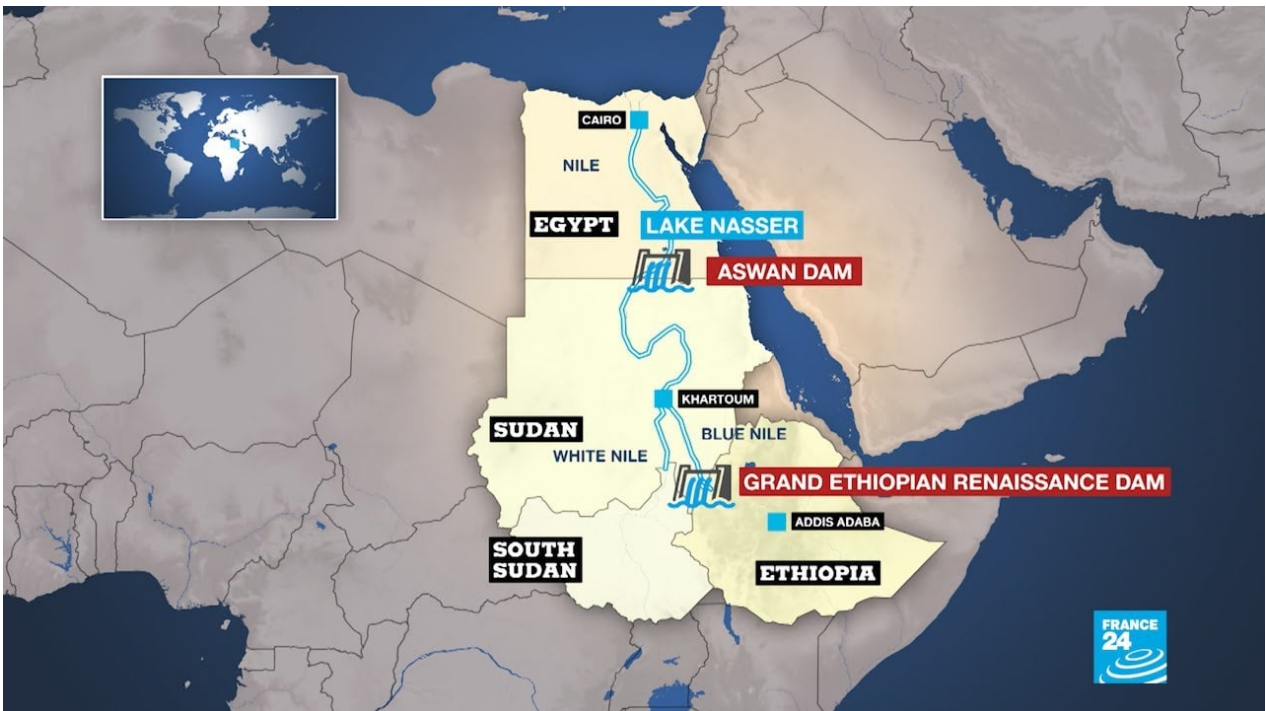 CAIRO
NILE
EGYPT
LAKE NASSER
ASWAN DAM
KHARTOUM
SUDAN
BLUE NILE
WHITE NILE
GRAND ETHIOPIAN RENAISSANCE DAM
ADDIS ADABA
SOUTH
SUDAN
ETHIOPIA
FRANCE
24